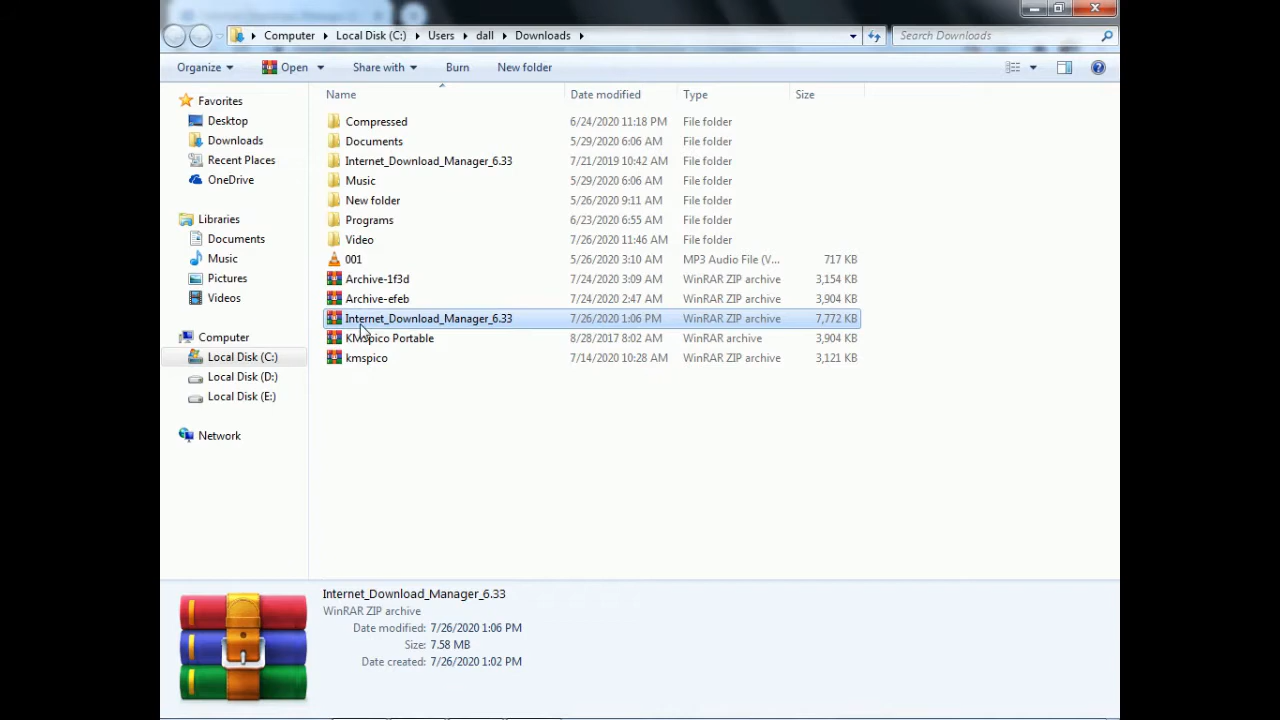 Computer Local Disk (C:) Users dall Downloads Search Downloads
Organize Open Share with Burn New folder
Favorites
Desktop
Downloads
Recent Places
OneDrive
Libraries
Documents
Music
Pictures
Videos
Computer
Local Disk (C:)
Local Disk (D:)
Local Disk (E:)
Network
Name Date modified Type Size
Compressed 6/24/2020 11:18 PM File folder
Documents 5/29/2020 6:06 AM File folder
Internet_Download_Manager_6.33 7/21/2019 10:42 AM File folder
Music 5/29/2020 6:06 AM File folder
New folder 5/26/2020 9:11 AM File folder
Programs 6/23/2020 6:55 AM File folder
Video 7/26/2020 11:46 AM File folder
001 5/26/2020 3:10 AM MP3 Audio File (V... 717 KB
Archive-1f3d 7/24/2020 3:09 AM WinRAR ZIP archive 3,154 KB
Archive-efeb 7/24/2020 2:47 AM WinRAR ZIP archive 3,904 KB
Internet_Download_Manager_6.33 7/26/2020 1:06 PM WinRAR ZIP archive 7,772 KB
KMSpico Portable 8/28/2017 8:02 AM WinRAR archive 3,904 KB
kmspico 7/14/2020 10:28 AM WinRAR ZIP archive 3,121 KB
Internet_Download_Manager_6.33
WinRAR ZIP archive
Date modified: 7/26/2020 1:06 PM
Size: 7.58 MB
Date created: 7/26/2020 1:02 PM